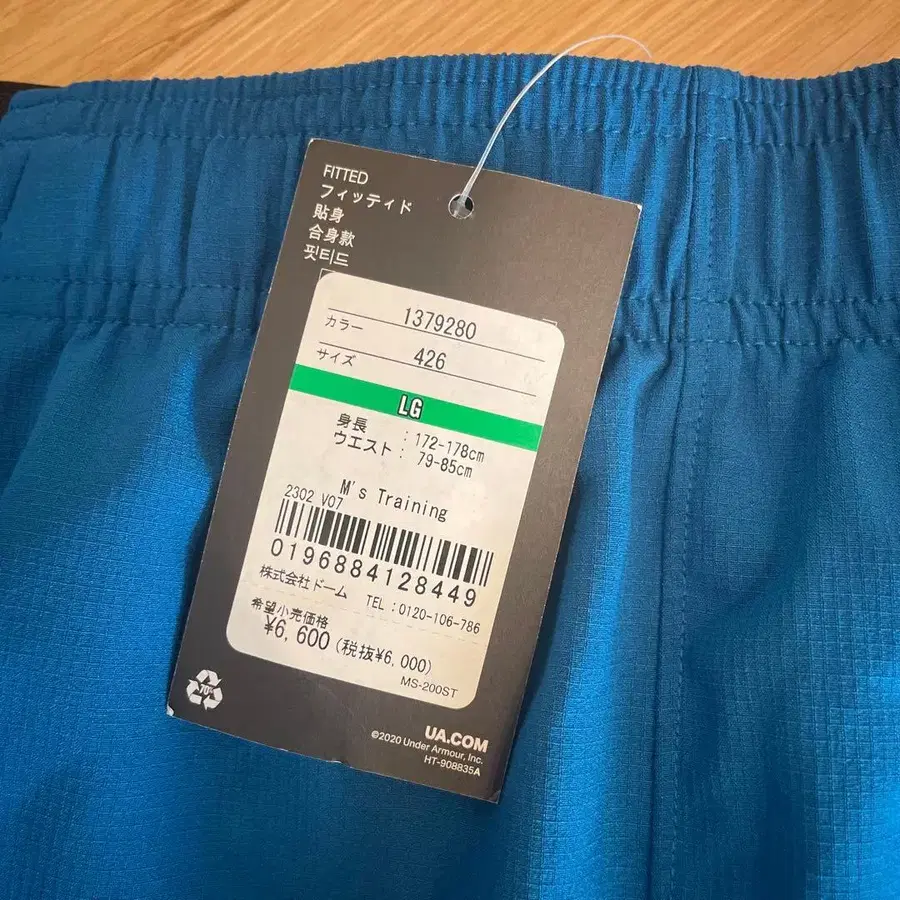 FITTED
フィッティド
貼身
合身款
핏티드
1379280
カラー 426
サイズ
LG
身長 : 172-178cm
ウエスト : 79-85cm
M's Training
2302 V07
0196884128449
株式会社ドーム TEL:0120-106-786
希望小売価格
¥6,600(税抜¥6,000)
MS-200ST
70%
UA.COM
©2020 Under Armour, Inc.
HT-908835A